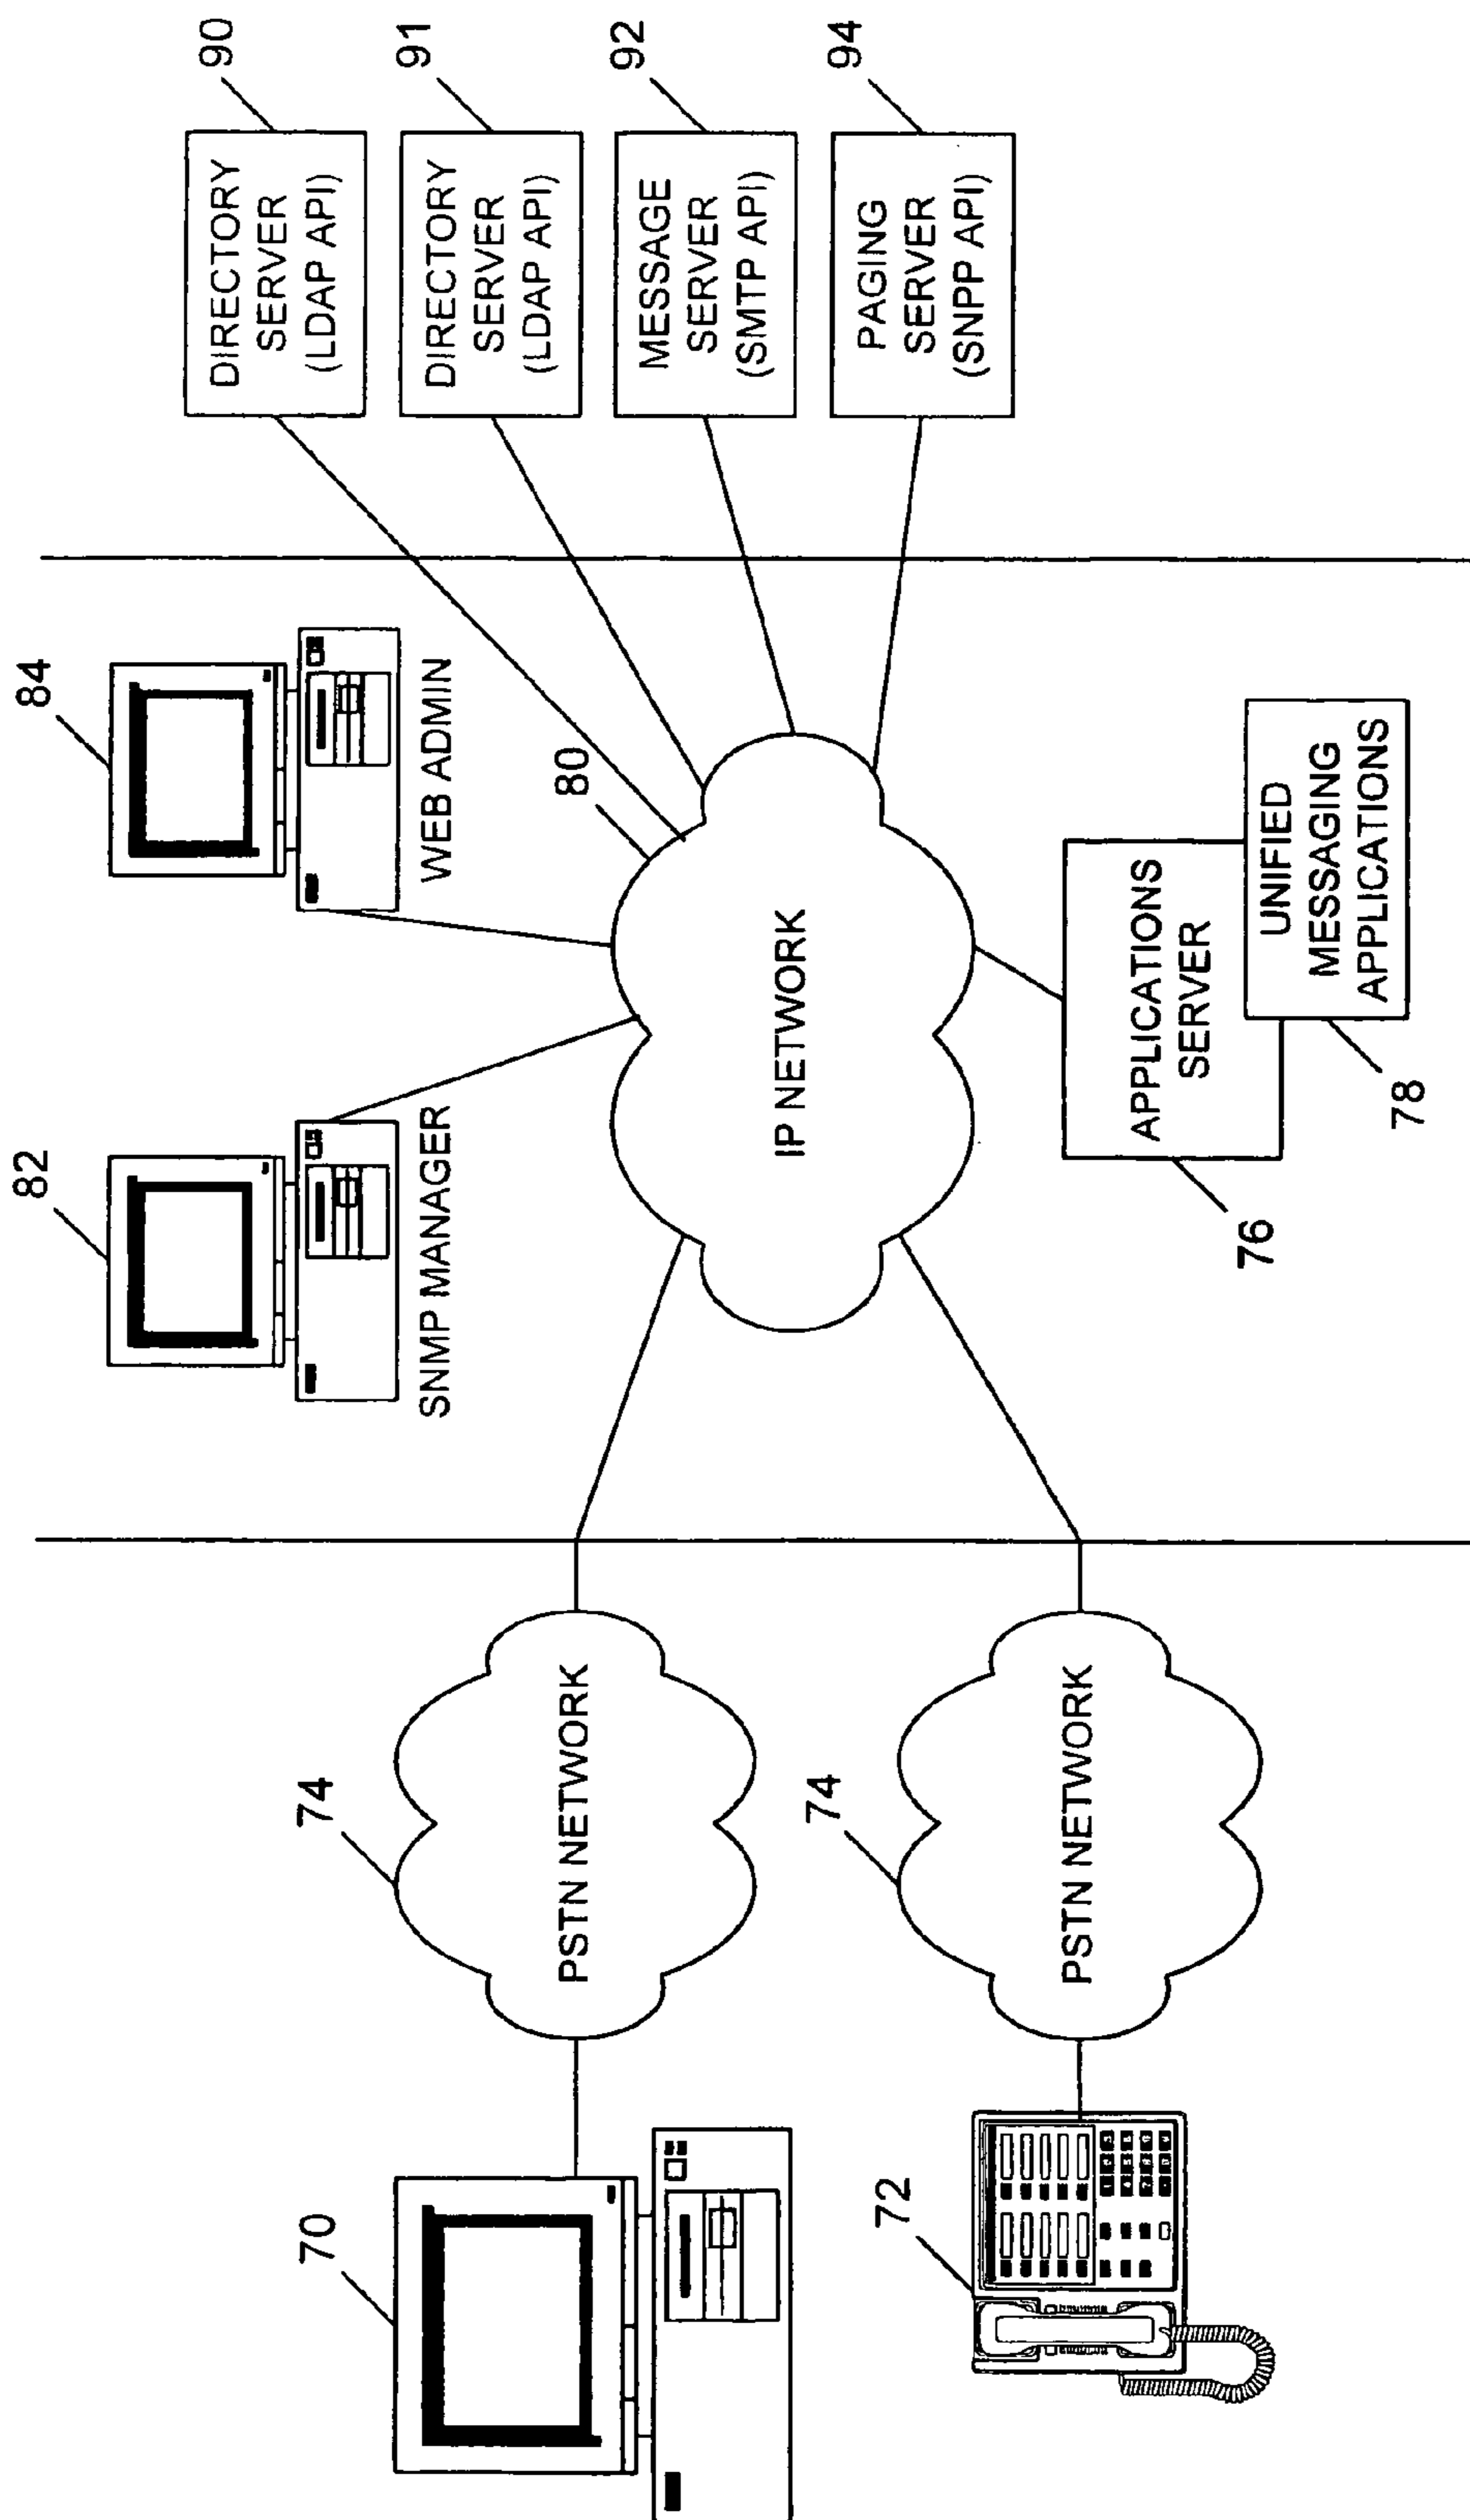 70
72
74
PSTN NETWORK
74
PSTN NETWORK
82
SNMP MANAGER
84
WEB ADMIN
80
IP NETWORK
APPLICATIONS
SERVER
76
UNIFIED
MESSAGING
APPLICATIONS
78
DIRECTORY
SERVER
(LDAP API)
90
DIRECTORY
SERVER
(LDAP API)
91
MESSAGE
SERVER
(SMTP API)
92
PAGING
SERVER
(SNPP API)
94